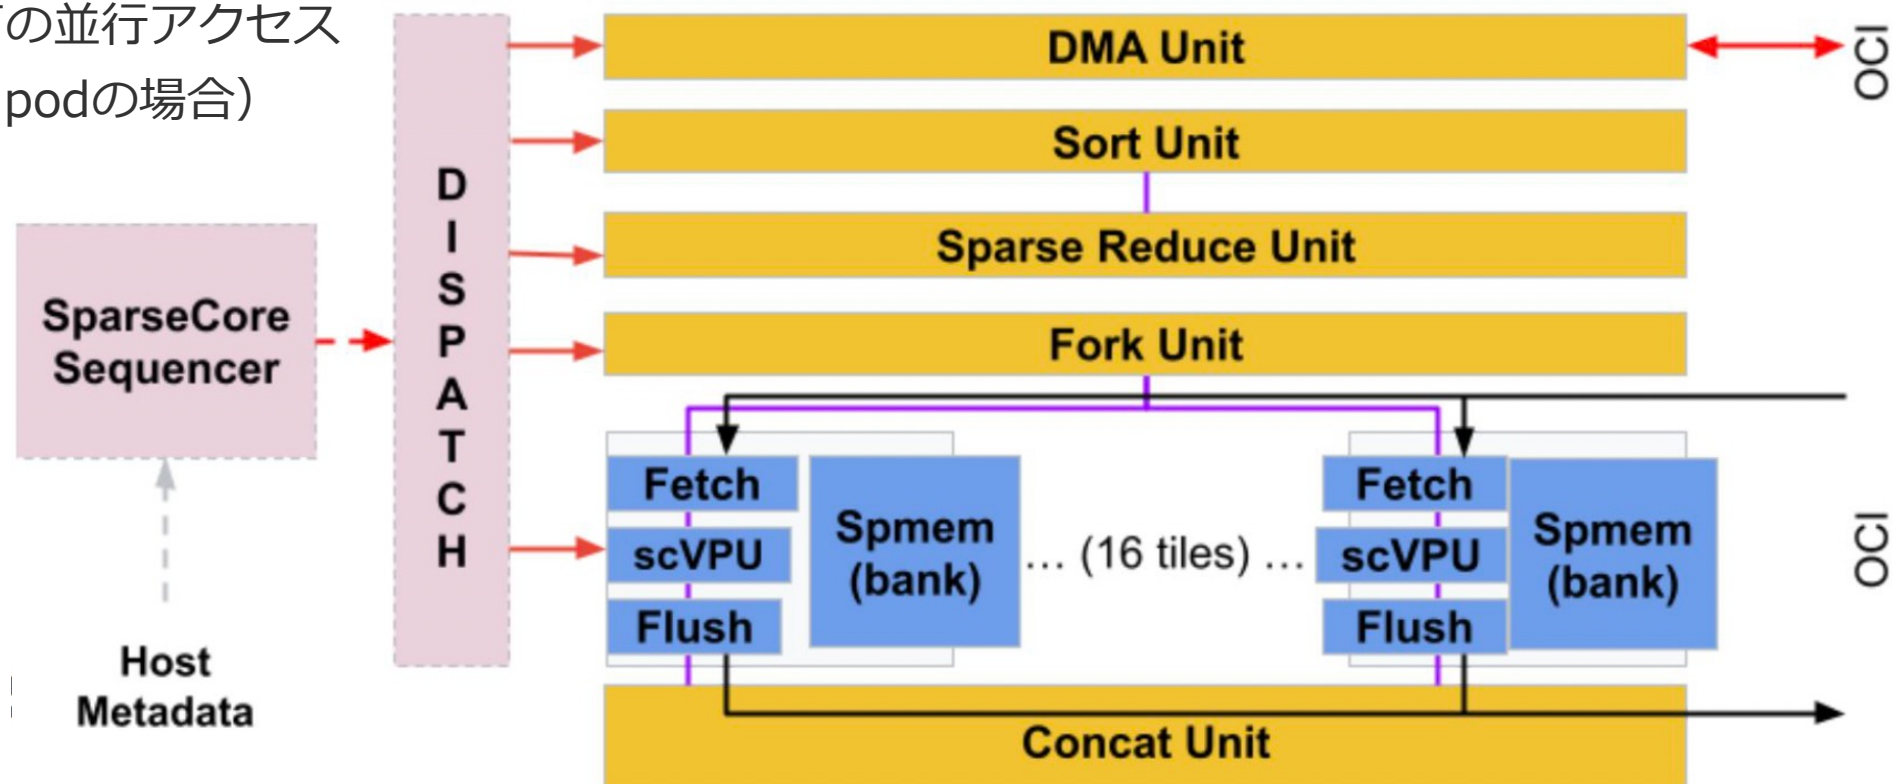 の並行アクセス
podの場合）
DMA Unit
OCI
Sort Unit
Sparse Reduce Unit
Fork Unit
DISPATCH
SparseCore
Sequencer
Host
Metadata
Fetch
scVPU
Flush
Spmem
(bank)
... (16 tiles) ...
Fetch
scVPU
Flush
Spmem
(bank)
OCI
Concat Unit